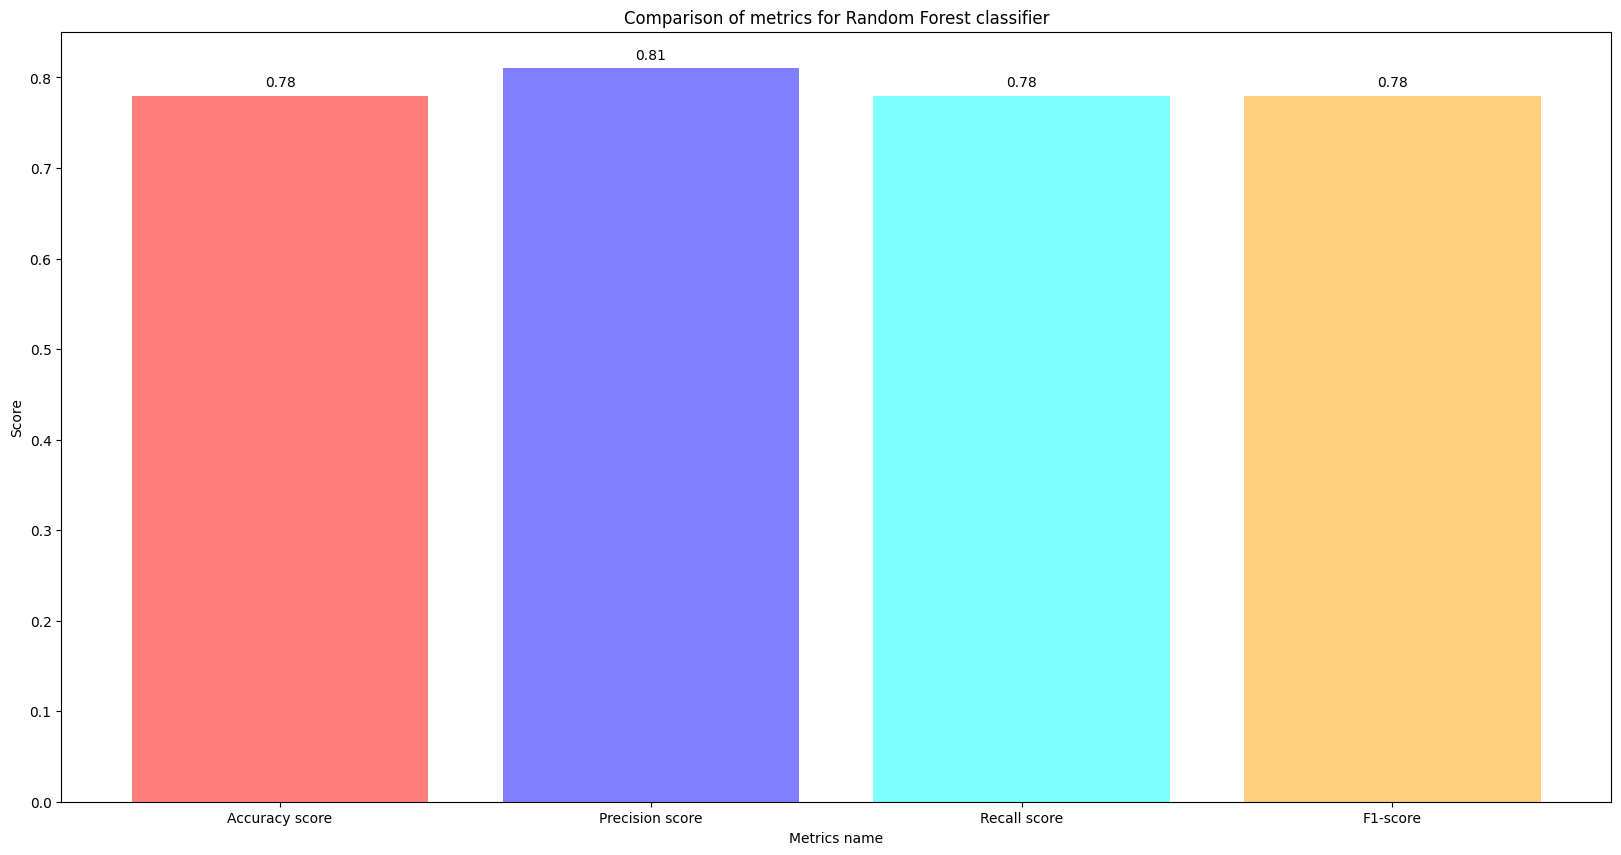 Comparison of metrics for Random Forest classifier
0.78
0.81
0.78
0.78
0.8
0.7
0.6
0.5
0.4
0.3
0.2
0.1
0.0
Score
Accuracy score
Precision score
Recall score
F1-score
Metrics name